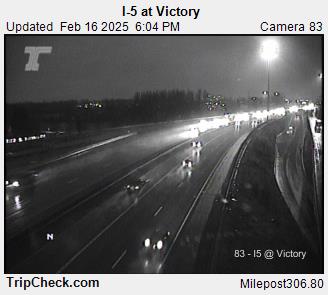 I-5 at Victory
Updated Feb 16 2025 6:04 PM Camera 83
T
N
83 - I5 @ Victory
TripCheck.com Milepost306.80